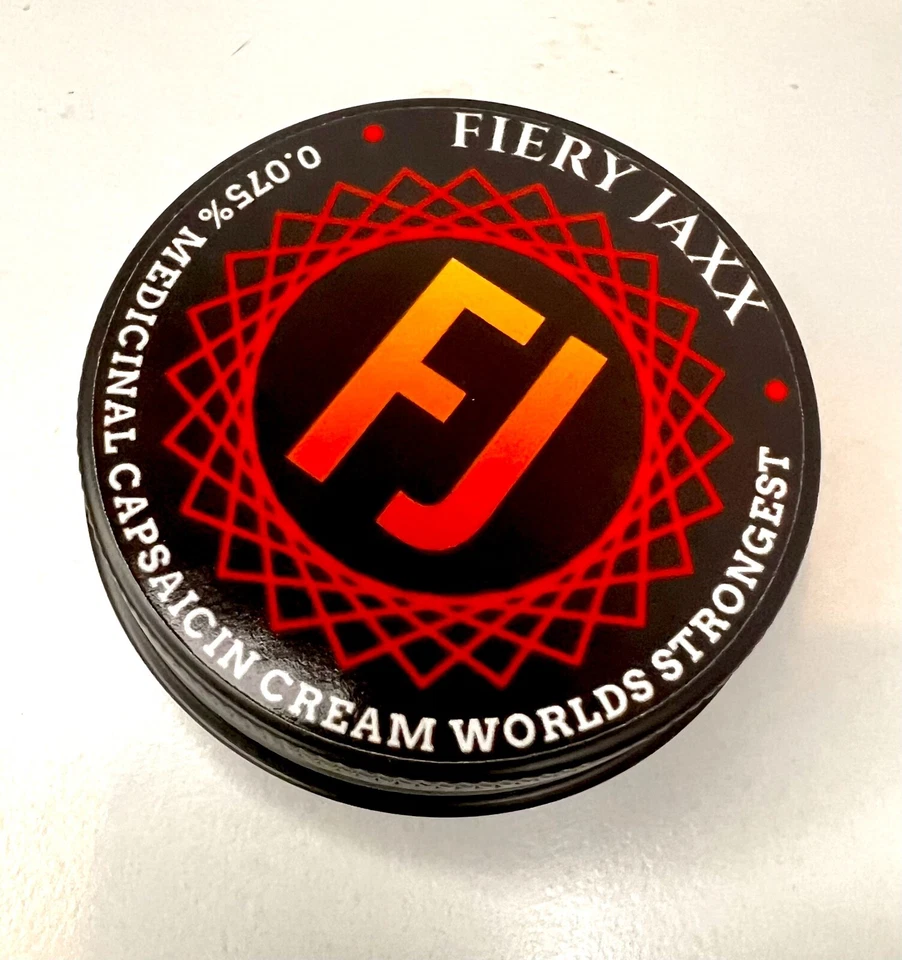 FIERY JAXX
FJ
0.075% MEDICINAL CAPSAICIN CREAM WORLDS STRONGEST